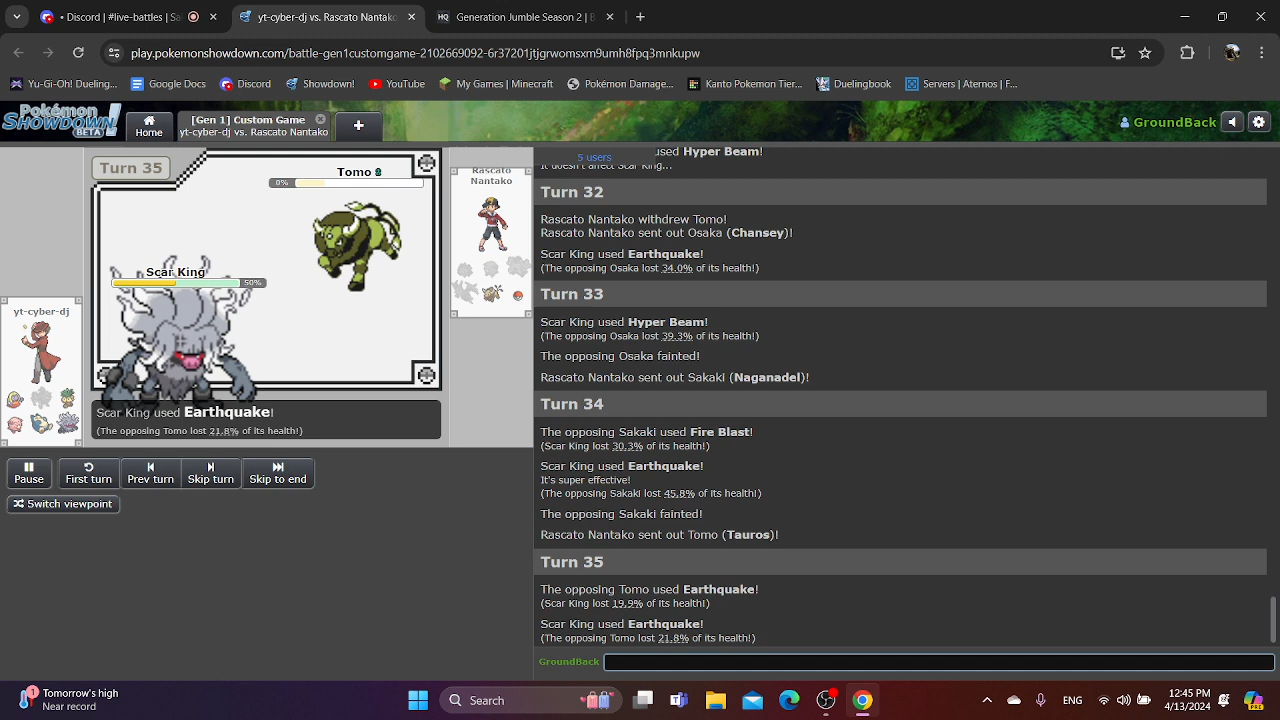 • Discord | #live-battles | Sa
yt-cyber-dj vs. Rascato Nantako
HQ
Generation Jumble Season 2 | B
play.pokemonshowdown.com/battle-gen1customgame-2102669092-6r37201jtjgrwomsxm9umh8fpq3mnkupw
Yu-Gi-Oh! Dueling...
Google Docs
Discord
Showdown!
YouTube
My Games | Minecraft
Pokémon Damage...
Kanto Pokemon Tier...
Duelingbook
Servers | Aternos | F...
Pokémon
SHOWDOWN!
BETA
Home
[Gen 1] Custom Game
yt-cyber-dj vs. Rascato Nantako
GroundBack
Turn 35
Tomo
0%
Scar King
50%
Scar King used Earthquake!
(The opposing Tomo lost 21.8% of its health!)
yt-cyber-dj
Rascato
Nantako
Pause
First turn
Prev turn
Skip turn
Skip to end
Switch viewpoint
5 users
used Hyper Beam!
It doesn't affect Scar King...
Turn 32
Rascato Nantako withdrew Tomo!
Rascato Nantako sent out Osaka (Chansey)!
Scar King used Earthquake!
(The opposing Osaka lost 34.0% of its health!)
Turn 33
Scar King used Hyper Beam!
(The opposing Osaka lost 39.3% of its health!)
The opposing Osaka fainted!
Rascato Nantako sent out Sakaki (Naganadel)!
Turn 34
The opposing Sakaki used Fire Blast!
(Scar King lost 30.3% of its health!)
Scar King used Earthquake!
It's super effective!
(The opposing Sakaki lost 45.8% of its health!)
The opposing Sakaki fainted!
Rascato Nantako sent out Tomo (Tauros)!
Turn 35
The opposing Tomo used Earthquake!
(Scar King lost 19.9% of its health!)
Scar King used Earthquake!
(The opposing Tomo lost 21.8% of its health!)
GroundBack
1
Tomorrow's high
Near record
Search
ENG
12:45 PM
4/13/2024
PRE